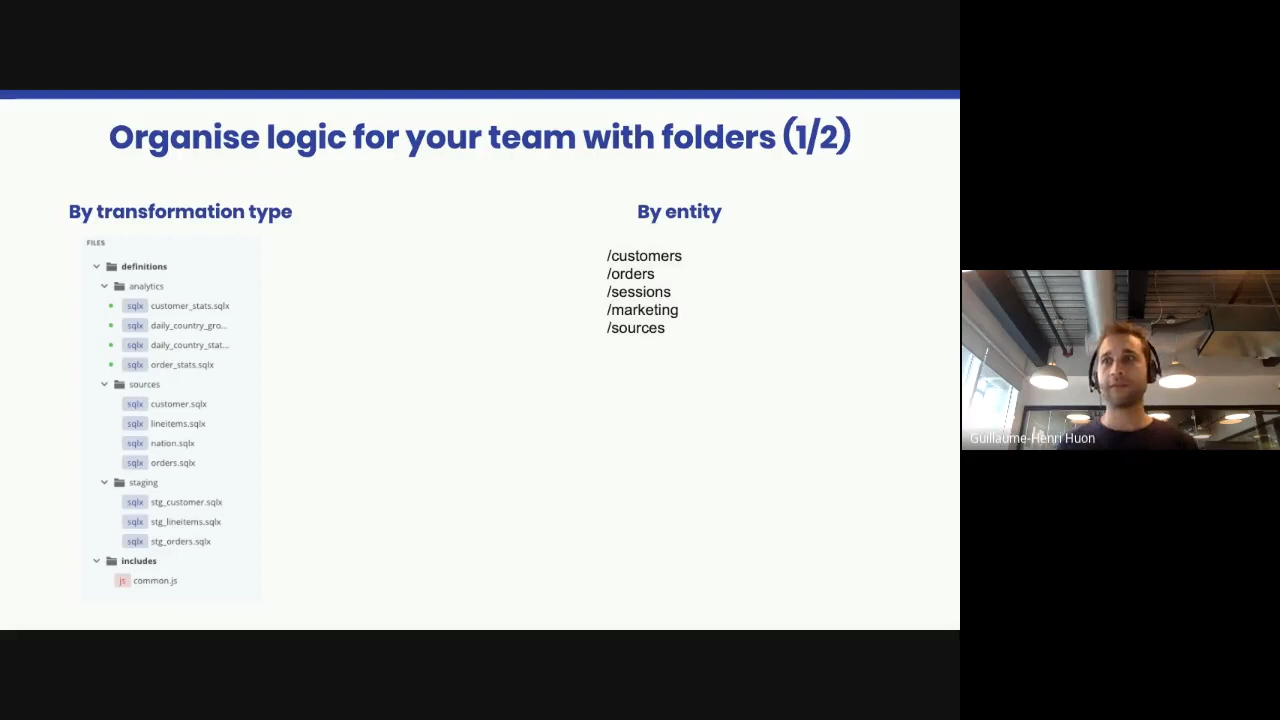 Organise logic for your team with folders (1/2)
By transformation type
FILES
definitions
analytics
sqlx customer_stats.sqlx
sqlx daily_country_gro...
sqlx daily_country_stat...
sqlx order_stats.sqlx
sources
sqlx customer.sqlx
sqlx lineitems.sqlx
sqlx nation.sqlx
sqlx orders.sqlx
staging
sqlx stg_customer.sqlx
sqlx stg_lineitems.sqlx
sqlx stg_orders.sqlx
includes
js common.js
By entity
/customers
/orders
/sessions
/marketing
/sources
Guillaume-Henri Huon